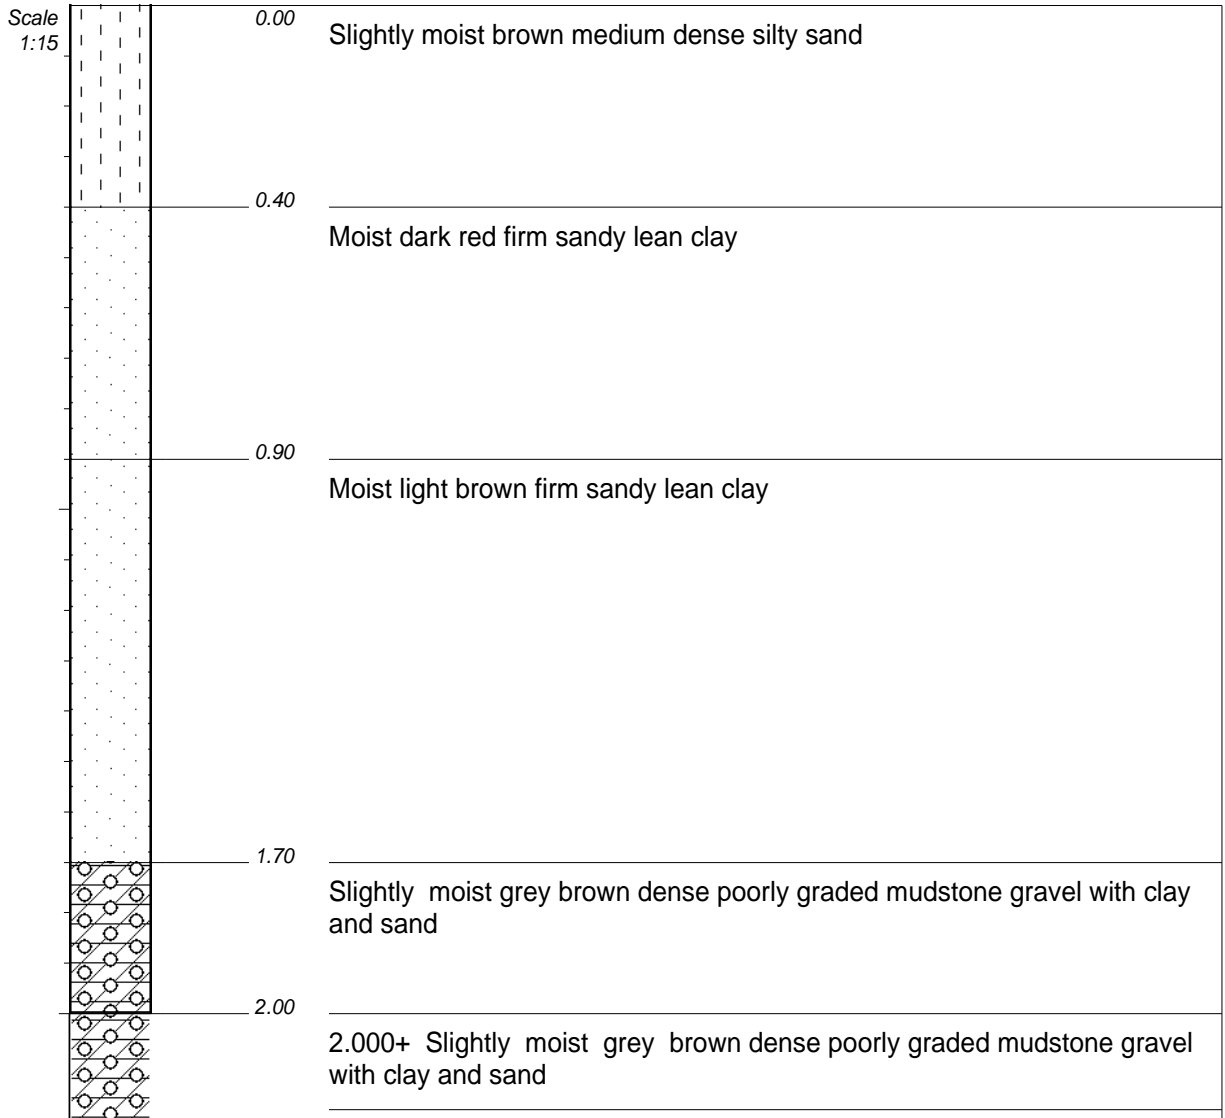 Scale
1:15
0.00
Slightly moist brown medium dense silty sand
0.40
Moist dark red firm sandy lean clay
0.90
Moist light brown firm sandy lean clay
1.70
Slightly moist grey brown dense poorly graded mudstone gravel with clay
and sand
2.00
2.000+ Slightly moist grey brown dense poorly graded mudstone gravel
with clay and sand